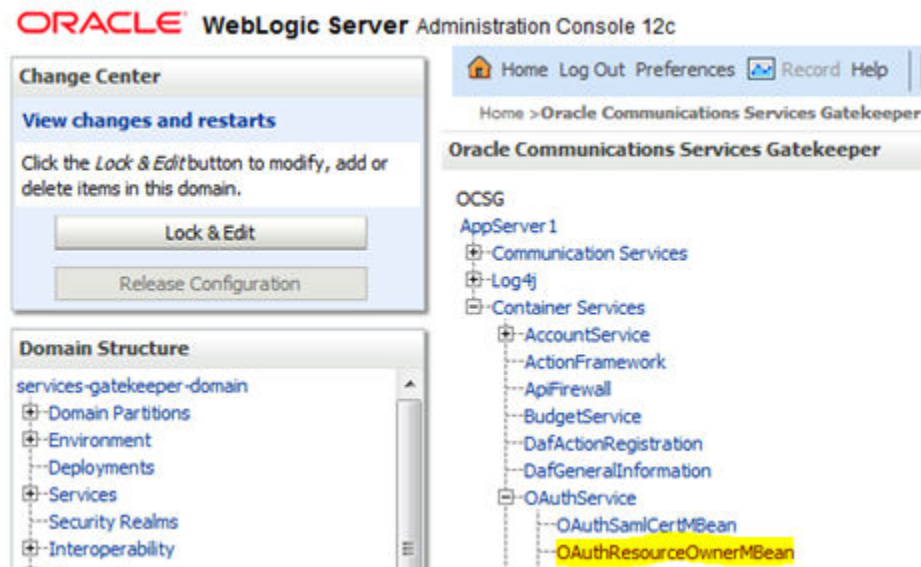 ORACLE WebLogic Server Administration Console 12c
Change Center
View changes and restarts
Click the Lock & Edit button to modify, add or
delete items in this domain.
Lock & Edit
Release Configuration
Domain Structure
services-gatekeeper-domain
Domain Partitions
Environment
Deployments
Services
Security Realms
Interoperability
Home Log Out Preferences Record Help
Home >Oracle Communications Services Gatekeeper
Oracle Communications Services Gatekeeper
OCSG
AppServer1
Communication Services
Log4j
Container Services
AccountService
ActionFramework
ApiFirewall
BudgetService
DafActionRegistration
DafGeneralInformation
OAuthService
OAuthSamlCertMBean
OAuthResourceOwnerMBean